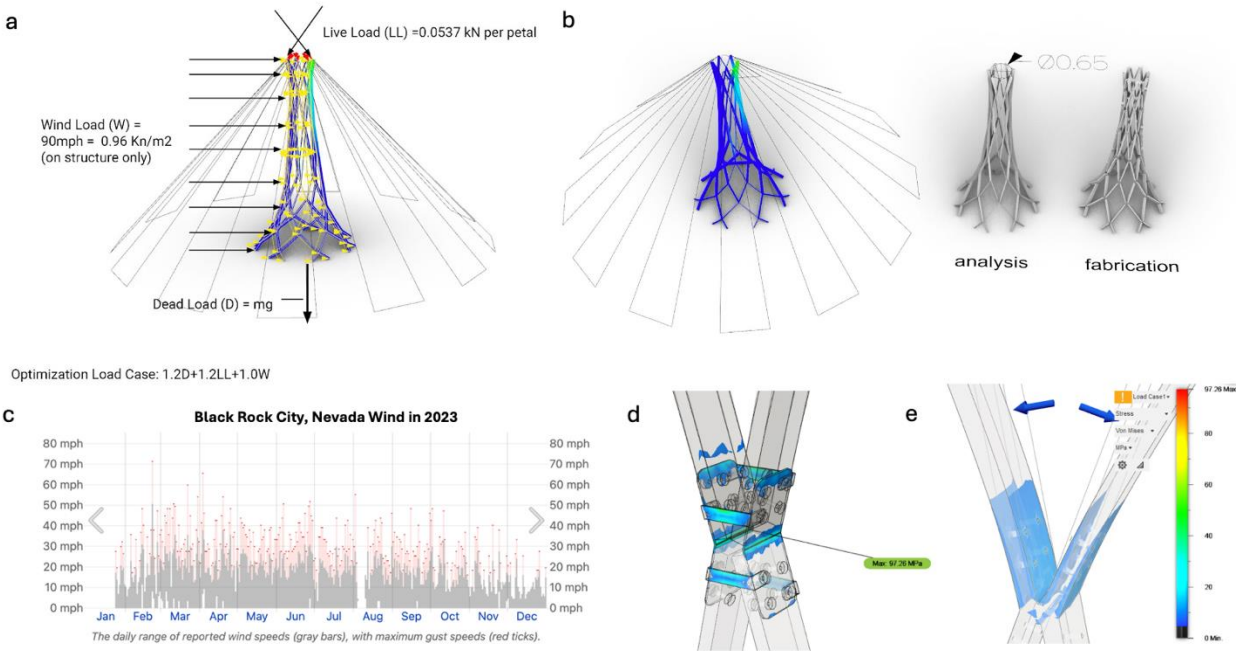 a
Live Load (LL) =0.0537 kN per petal
Wind Load (W) =
90mph = 0.96 Kn/m2
(on structure only)
Dead Load (D) = mg
b
Ø0.65
analysis
fabrication
Optimization Load Case: 1.2D+1.2LL+1.0W
c
Black Rock City, Nevada Wind in 2023
80 mph
70 mph
60 mph
50 mph
40 mph
30 mph
20 mph
10 mph
0 mph
80 mph
70 mph
60 mph
50 mph
40 mph
30 mph
20 mph
10 mph
0 mph
Jan Feb Mar Apr May Jun Jul Aug Sep Oct Nov Dec
The daily range of reported wind speeds (gray bars), with maximum gust speeds (red ticks).
d
Max: 97.26 MPa
e
Load Case1
Stress
Von Mises
MPa
97.26 Max
80
60
40
20
0 Min.